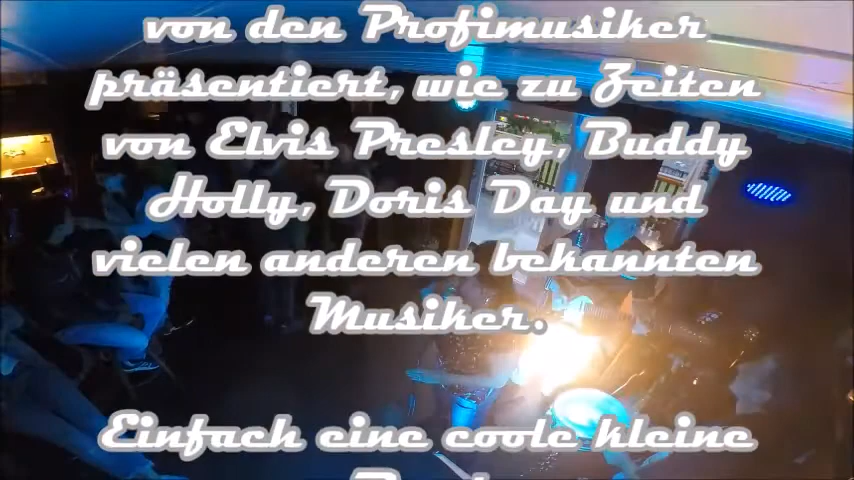 von den Profimusiker
präsentiert, wie zu Zeiten
von Elvis Presley, Buddy
Holly, Doris Day und
vielen anderen bekannten
Musiker.
Einfach eine coole kleine